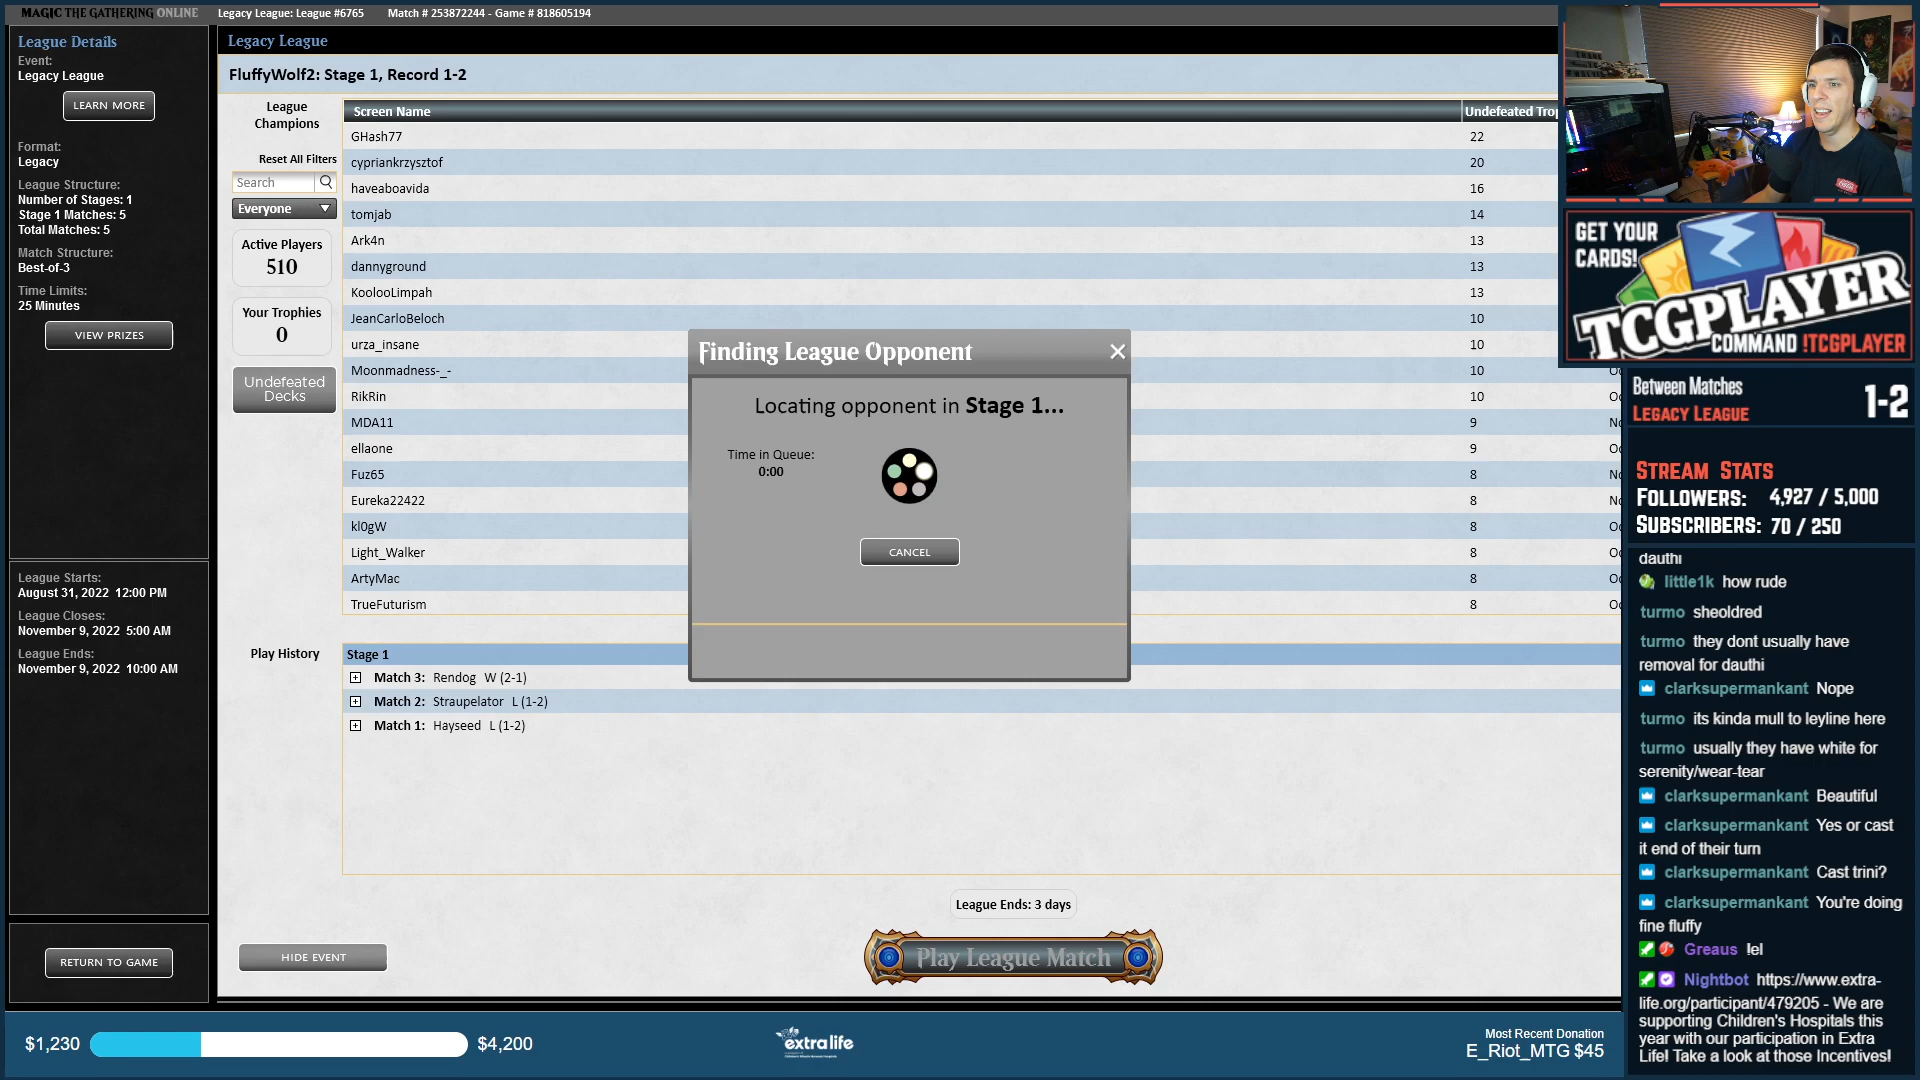 MAGIC THE GATHERING ONLINE
Legacy League: League #6765
Match # 253872244 - Game # 818605194
League Details
Event:
Legacy League
LEARN MORE
Format:
Legacy
League Structure:
Number of Stages: 1
Stage 1 Matches: 5
Total Matches: 5
Match Structure:
Best-of-3
Time Limits:
25 Minutes
VIEW PRIZES
League Starts:
August 31, 2022 12:00 PM
League Closes:
November 9, 2022 5:00 AM
League Ends:
November 9, 2022 10:00 AM
RETURN TO GAME
Legacy League
FluffyWolf2: Stage 1, Record 1-2
League
Champions
Reset All Filters
Search
Everyone
Active Players
510
Your Trophies
0
Undefeated
Decks
Screen Name
Undefeated Trop
GHash77 22
cypriankrzysztof 20
haveaboavida 16
tomjab 14
Ark4n 13
dannyground 13
KoolooLimpah 13
JeanCarloBeloch 10
urza_insane 10
Moonmadness-_- 10 Oc
RikRin 10 Oc
MDA11 9 No
ellaone 9 Oc
Fuz65 8 No
Eureka22422 8 No
kl0gW 8 Oc
Light_Walker 8 Oc
ArtyMac 8 Oc
TrueFuturism 8 Oc
Finding League Opponent
Locating opponent in Stage 1...
Time in Queue:
0:00
CANCEL
Play History
Stage 1
Match 3: Rendog W (2-1)
Match 2: Straupelator L (1-2)
Match 1: Hayseed L (1-2)
League Ends: 3 days
HIDE EVENT
Play League Match
GET YOUR
CARDS!
TCGPLAYER
COMMAND !TCGPLAYER
Between Matches
LEGACY LEAGUE
1-2
STREAM STATS
FOLLOWERS: 4,927 / 5,000
SUBSCRIBERS: 70 / 250
dauthi
little1k how rude
turmo sheoldred
turmo they dont usually have
removal for dauthi
clarksupermankant Nope
turmo its kinda mull to leyline here
turmo usually they have white for
serenity/wear-tear
clarksupermankant Beautiful
clarksupermankant Yes or cast
it end of their turn
clarksupermankant Cast trini?
clarksupermankant You're doing
fine fluffy
Greaus !el
Nightbot https://www.extra-
life.org/participant/479205 - We are
supporting Children's Hospitals this
year with our participation in Extra
Life! Take a look at those Incentives!
$1,230
$4,200
extralife
Most Recent Donation
E_Riot_MTG $45